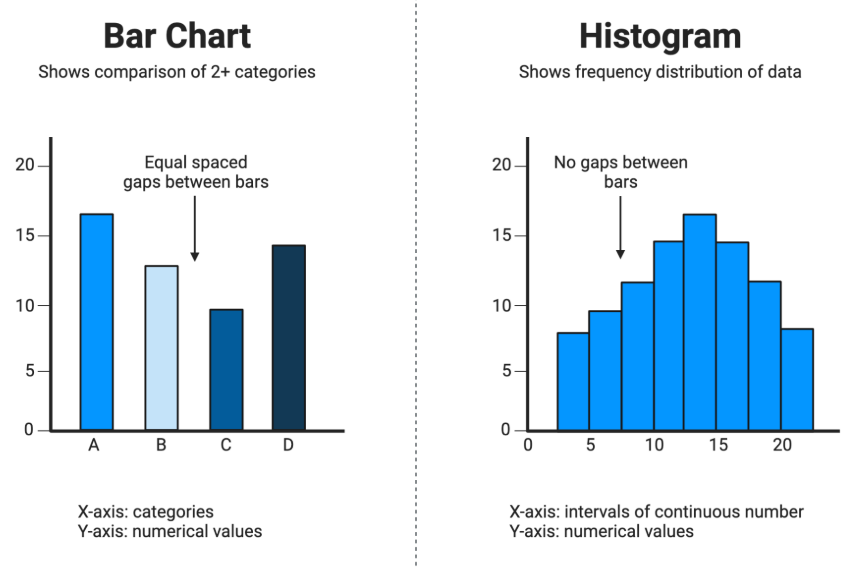 Bar Chart
Shows comparison of 2+ categories
20
15
10
5
0
Equal spaced
gaps between bars
A B C D
X-axis: categories
Y-axis: numerical values
Histogram
Shows frequency distribution of data
20
15
10
5
0
No gaps between
bars
0 5 10 15 20
X-axis: intervals of continuous number
Y-axis: numerical values